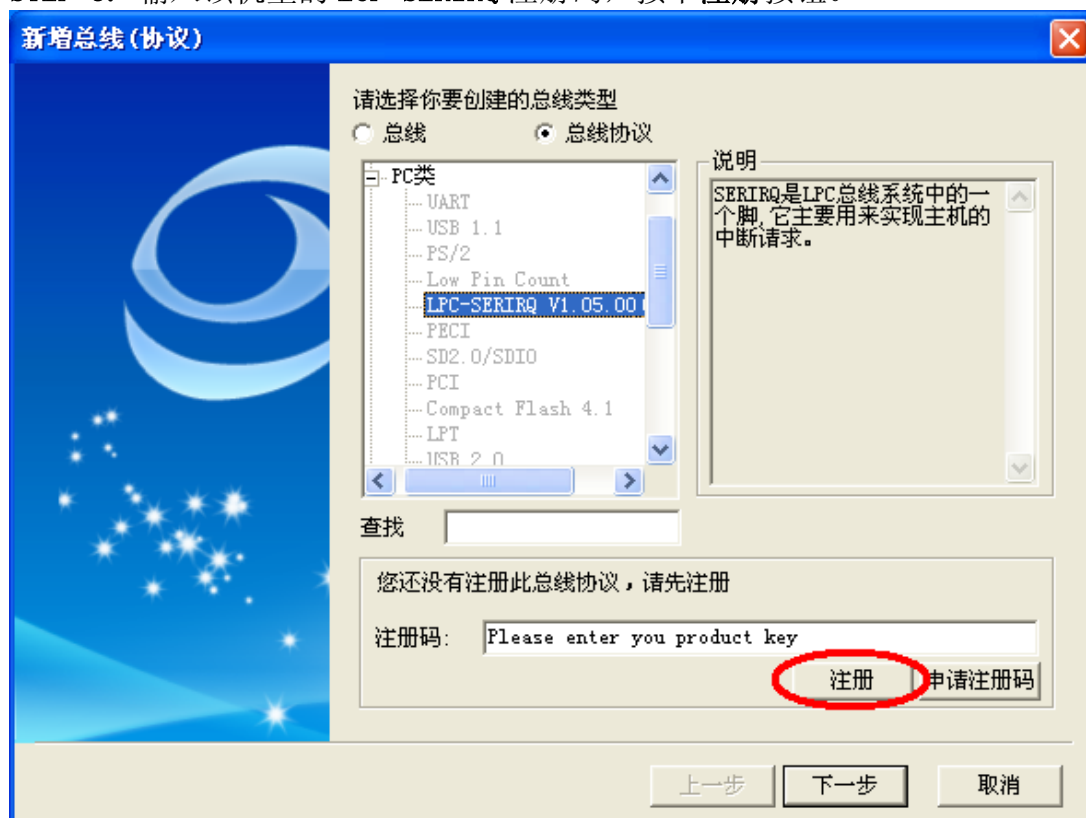 新增总线(协议)
请选择你要创建的总线类型
总线
总线协议
PC类
UART
USB 1.1
PS/2
Low Pin Count
LPC-SERIRQ V1.05.00
PECI
SD2.0/SDIO
PCI
Compact Flash 4.1
LPT
USB 2.0
说明
SERIRQ是LPC总线系统中的一
个脚,它主要用来实现主机的
中断请求。
查找
您还没有注册此总线协议，请先注册
注册码: Please enter you product key
注册
申请注册码
上一步
下一步
取消